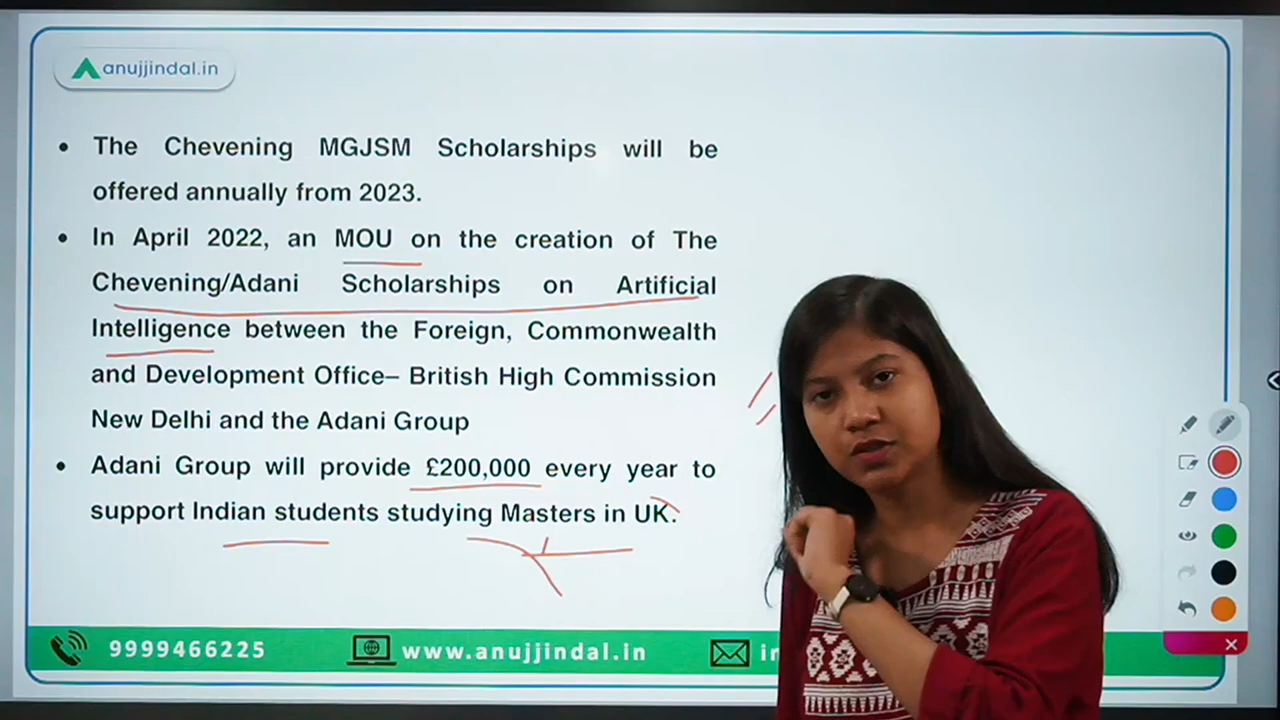 anujjindal.in
• The Chevening MGJSM Scholarships will be
offered annually from 2023.
• In April 2022, an MOU on the creation of The
Chevening/Adani Scholarships on Artificial
Intelligence between the Foreign, Commonwealth
and Development Office– British High Commission
New Delhi and the Adani Group
• Adani Group will provide £200,000 every year to
support Indian students studying Masters in UK.
9999466225 www.anujjindal.in